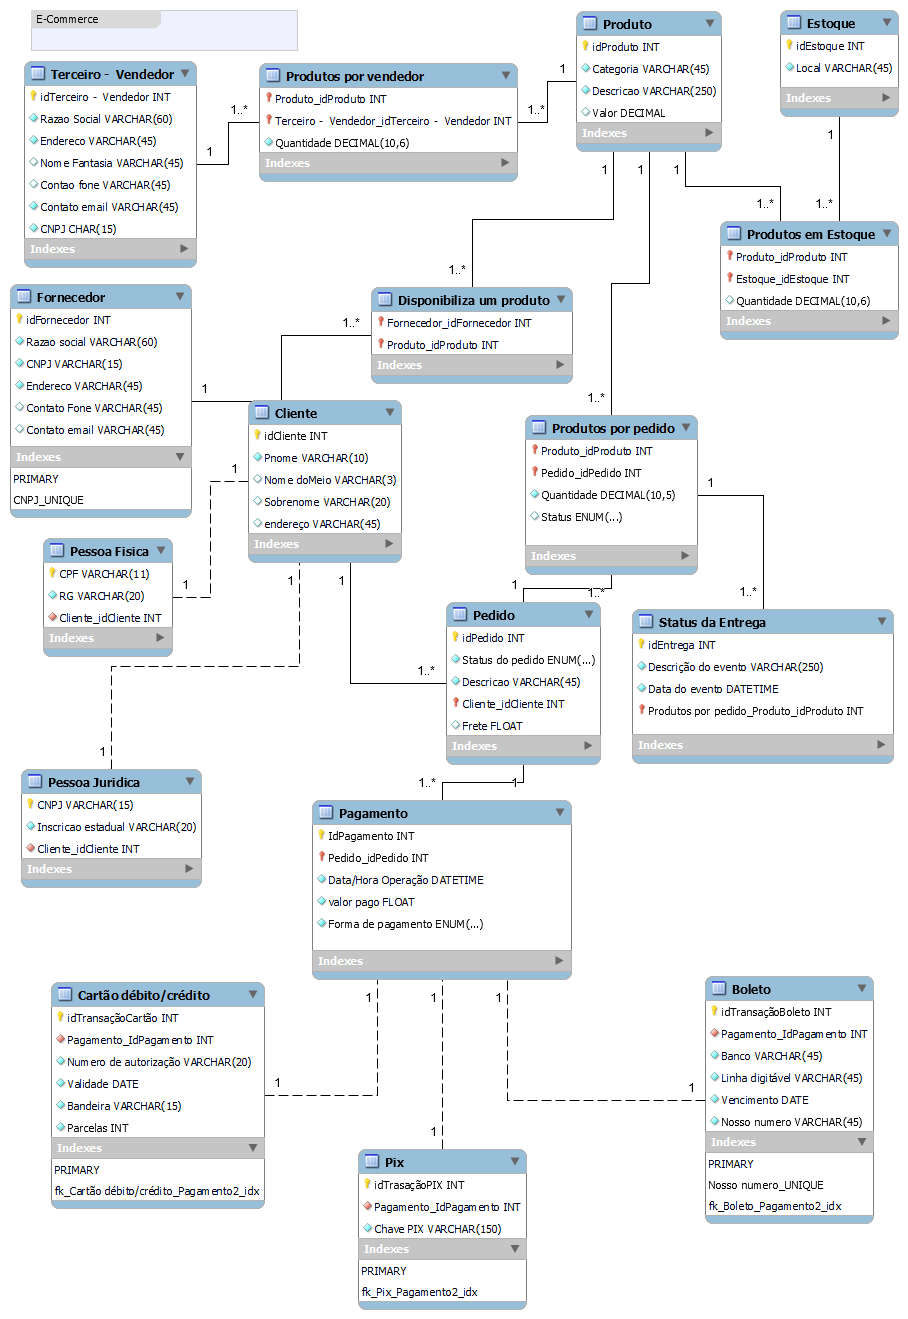 E-Commerce
Terceiro - Vendedor
idTerceiro - Vendedor INT
Razao Social VARCHAR(60)
Endereco VARCHAR(45)
Nome Fantasia VARCHAR(45)
Contao fone VARCHAR(45)
Contato email VARCHAR(45)
CNPJ CHAR(15)
Indexes
1
1..*
Produtos por vendedor
Produto_idProduto INT
Terceiro - Vendedor_idTerceiro - Vendedor INT
Quantidade DECIMAL(10,6)
Indexes
1
1..*
Produto
idProduto INT
Categoria VARCHAR(45)
Descricao VARCHAR(250)
Valor DECIMAL
Indexes
1
1
1
Estoque
idEstoque INT
Local VARCHAR(45)
Indexes
1
1..*
1..*
Produtos em Estoque
Produto_idProduto INT
Estoque_idEstoque INT
Quantidade DECIMAL(10,6)
Indexes
Fornecedor
idFornecedor INT
Razao social VARCHAR(60)
CNPJ VARCHAR(15)
Endereco VARCHAR(45)
Contato Fone VARCHAR(45)
Contato email VARCHAR(45)
Indexes
PRIMARY
CNPJ_UNIQUE
1
1..*
1..*
Disponibiliza um produto
Fornecedor_idFornecedor INT
Produto_idProduto INT
Indexes
Cliente
idCliente INT
Pnome VARCHAR(10)
Nome doMeio VARCHAR(3)
Sobrenome VARCHAR(20)
endereço VARCHAR(45)
Indexes
1
1
1
1..*
Produtos por pedido
Produto_idProduto INT
Pedido_idPedido INT
Quantidade DECIMAL(10,5)
Status ENUM(...)
Indexes
1
1..*
Pessoa Fisica
CPF VARCHAR(11)
RG VARCHAR(20)
Cliente_idCliente INT
Indexes
1
1
1..*
Pedido
idPedido INT
Status do pedido ENUM(...)
Descricao VARCHAR(45)
Cliente_idCliente INT
Frete FLOAT
Indexes
1..*
Status da Entrega
idEntrega INT
Descrição do evento VARCHAR(250)
Data do evento DATETIME
Produtos por pedido_Produto_idProduto INT
Indexes
1
Pessoa Juridica
CNPJ VARCHAR(15)
Inscricao estadual VARCHAR(20)
Cliente_idCliente INT
Indexes
1..*
1
Pagamento
IdPagamento INT
Pedido_idPedido INT
Data/Hora Operação DATETIME
valor pago FLOAT
Forma de pagamento ENUM(...)
Indexes
1
1
1
Cartão débito/crédito
idTransaçãoCartão INT
Pagamento_IdPagamento INT
Numero de autorização VARCHAR(20)
Validade DATE
Bandeira VARCHAR(15)
Parcelas INT
Indexes
PRIMARY
fk_Cartão débito/crédito_Pagamento2_idx
1
1
Pix
idTrasaçãoPIX INT
Pagamento_IdPagamento INT
Chave PIX VARCHAR(150)
Indexes
PRIMARY
fk_Pix_Pagamento2_idx
1
Boleto
idTransaçãoBoleto INT
Pagamento_IdPagamento INT
Banco VARCHAR(45)
Linha digitável VARCHAR(45)
Vencimento DATE
Nosso numero VARCHAR(45)
Indexes
PRIMARY
Nosso numero_UNIQUE
fk_Boleto_Pagamento2_idx